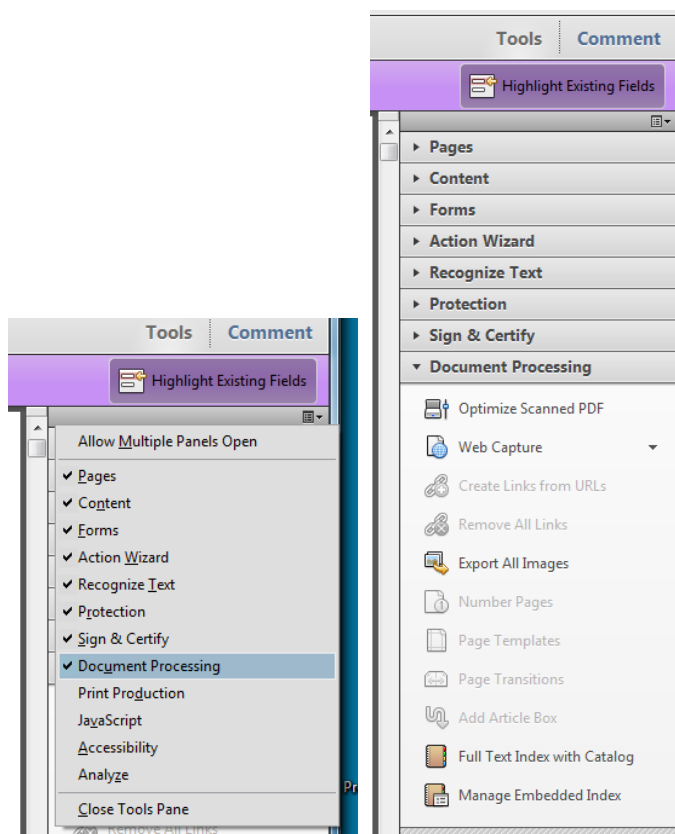 Tools Comment
Highlight Existing Fields
Allow Multiple Panels Open
Pages
Content
Forms
Action Wizard
Recognize Text
Protection
Sign & Certify
Document Processing
Print Production
JavaScript
Accessibility
Analyze
Close Tools Pane
Remove All Links
Pr
Tools Comment
Highlight Existing Fields
Pages
Content
Forms
Action Wizard
Recognize Text
Protection
Sign & Certify
Document Processing
Optimize Scanned PDF
Web Capture
Create Links from URLs
Remove All Links
Export All Images
Number Pages
Page Templates
Page Transitions
Add Article Box
Full Text Index with Catalog
Manage Embedded Index